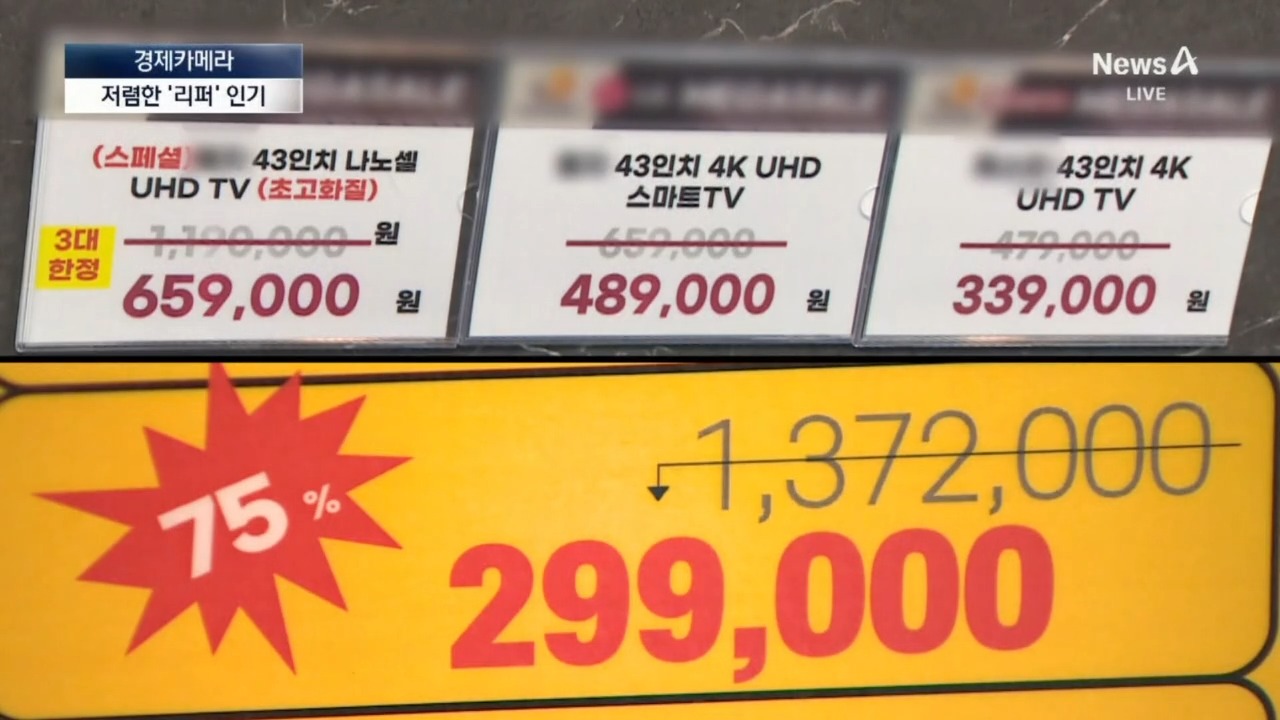 경제카메라
저렴한 '리퍼' 인기
NewsA
LIVE
(스페셜) 43인치 나노셀
UHD TV (초고화질)
3대
한정
1,190,000 원
659,000 원
43인치 4K UHD
스마트TV
659,000
489,000 원
43인치 4K
UHD TV
479,000
339,000 원
75%
1,372,000
299,000